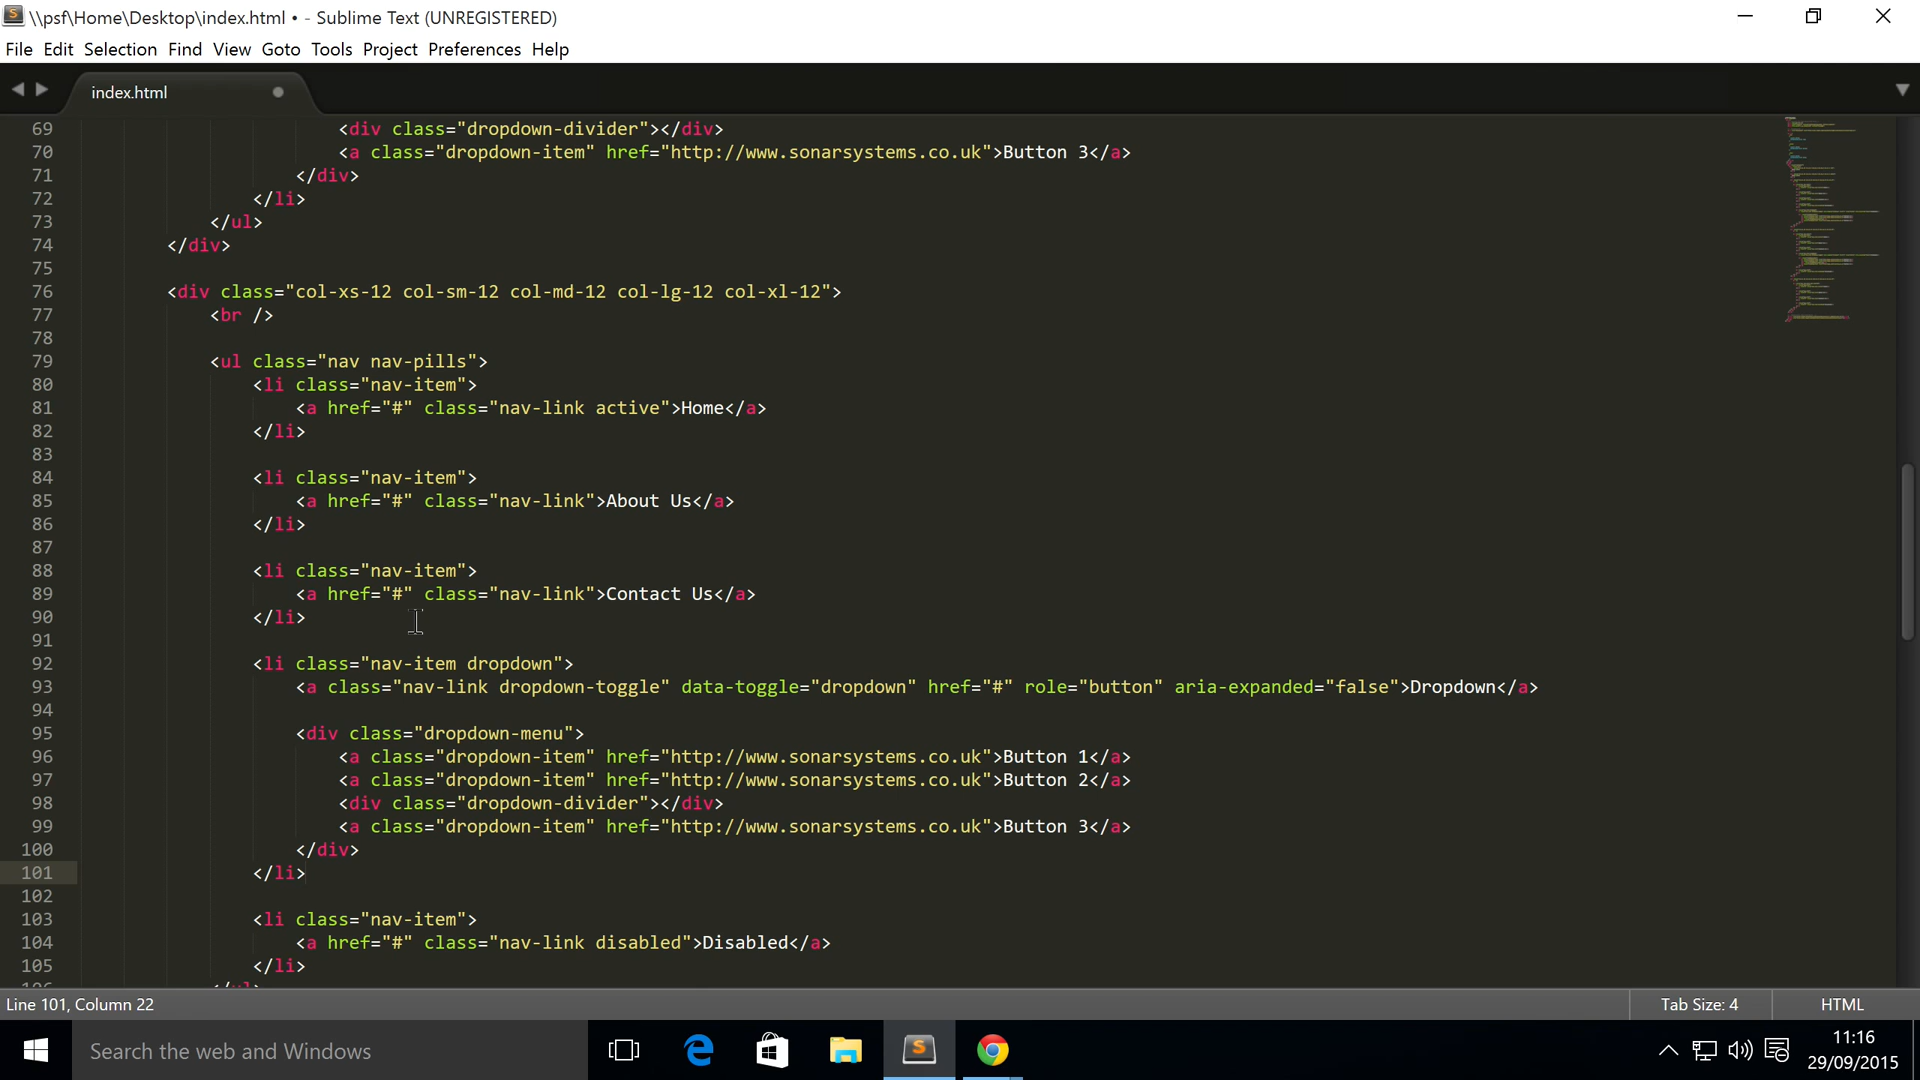 \\psf\Home\Desktop\index.html • - Sublime Text (UNREGISTERED)
File Edit Selection Find View Goto Tools Project Preferences Help
index.html
69 <div class="dropdown-divider"></div>
70 <a class="dropdown-item" href="http://www.sonarsystems.co.uk">Button 3</a>
71 </div>
72 </li>
73 </ul>
74 </div>
75
76 <div class="col-xs-12 col-sm-12 col-md-12 col-lg-12 col-xl-12">
77 <br />
78
79 <ul class="nav nav-pills">
80 <li class="nav-item">
81 <a href="#" class="nav-link active">Home</a>
82 </li>
83
84 <li class="nav-item">
85 <a href="#" class="nav-link">About Us</a>
86 </li>
87
88 <li class="nav-item">
89 <a href="#" class="nav-link">Contact Us</a>
90 </li>
91
92 <li class="nav-item dropdown">
93 <a class="nav-link dropdown-toggle" data-toggle="dropdown" href="#" role="button" aria-expanded="false">Dropdown</a>
94
95 <div class="dropdown-menu">
96 <a class="dropdown-item" href="http://www.sonarsystems.co.uk">Button 1</a>
97 <a class="dropdown-item" href="http://www.sonarsystems.co.uk">Button 2</a>
98 <div class="dropdown-divider"></div>
99 <a class="dropdown-item" href="http://www.sonarsystems.co.uk">Button 3</a>
100 </div>
101 </li>
102
103 <li class="nav-item">
104 <a href="#" class="nav-link disabled">Disabled</a>
105 </li>
Line 101, Column 22 Tab Size: 4 HTML
Search the web and Windows
11:16
29/09/2015